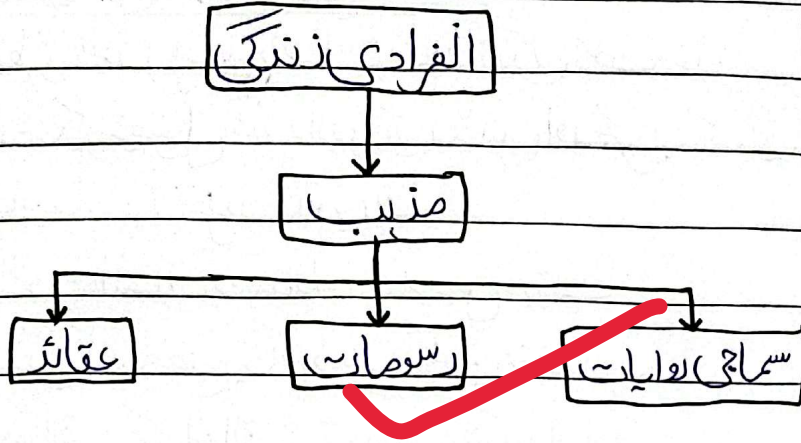 انفرادی زندگی
مذہب
سماجی روایات
رسومات
عقائد